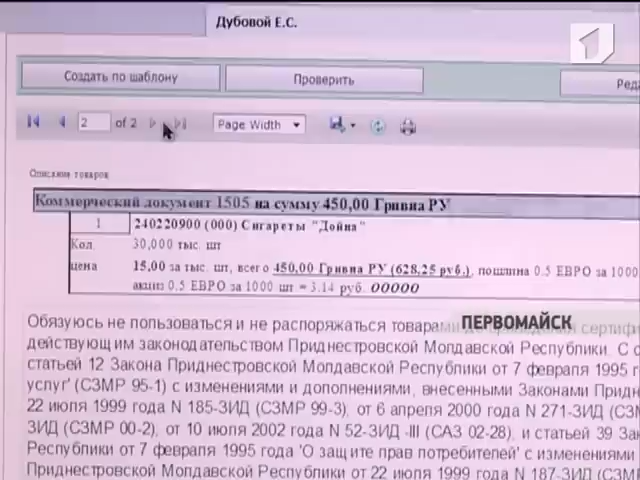 Дубовой Е.С.
1
Создать по шаблону
Проверить
Реда
2
of 2
Page Width
Описание товаров
Коммерческий документ 1505 на сумму 450,00 Гривна РУ
1
240220900 (000) Сигареты "Дойна"
Кол.
30,000 тыс. шт
цена
15,00 за тыс. шт, всего 450,00 Гривна РУ (628,25 руб.), пошлина 0.5 ЕВРО за 1000
акциз 0.5 ЕВРО за 1000 шт = 3.14 руб. 00000
Обязуюсь не пользоваться и не распоряжаться товарами
сертифи
ПЕРВОМАЙСК
действующим законодательством Приднестровской Молдавской Республики. С с
статьей 12 Закона Приднестровской Молдавской Республики от 7 февраля 1995 г
услуг' (СЗМР 95-1) с изменениями и дополнениями, внесенными Законами Придн
22 июля 1999 года N 185-ЗИД (СЗМР 99-3), от 6 апреля 2000 года N 271-ЗИД (СЗМ
ЗИД (СЗМР 00-2), от 10 июля 2002 года N 52-ЗИД -III (САЗ 02-28), и статьей 39 Зак
Республики от 7 февраля 1995 года 'О защите прав потребителей' с изменениями
Приднестровской Молдавской Республики от 22 июля 1999 года N 187-ЗИД (СЗМ